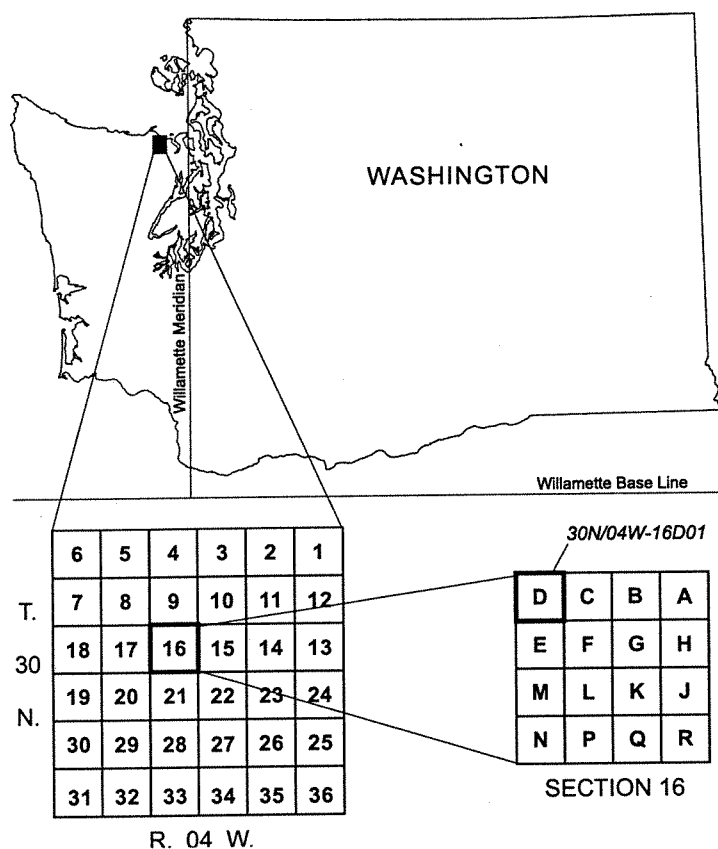 WASHINGTON
Willamette Meridian
Willamette Base Line
30N/04W-16D01
6 5 4 3 2 1
7 8 9 10 11 12
18 17 16 15 14 13
19 20 21 22 23 24
30 29 28 27 26 25
31 32 33 34 35 36
T.
30
N.
R. 04 W.
D C B A
E F G H
M L K J
N P Q R
SECTION 16